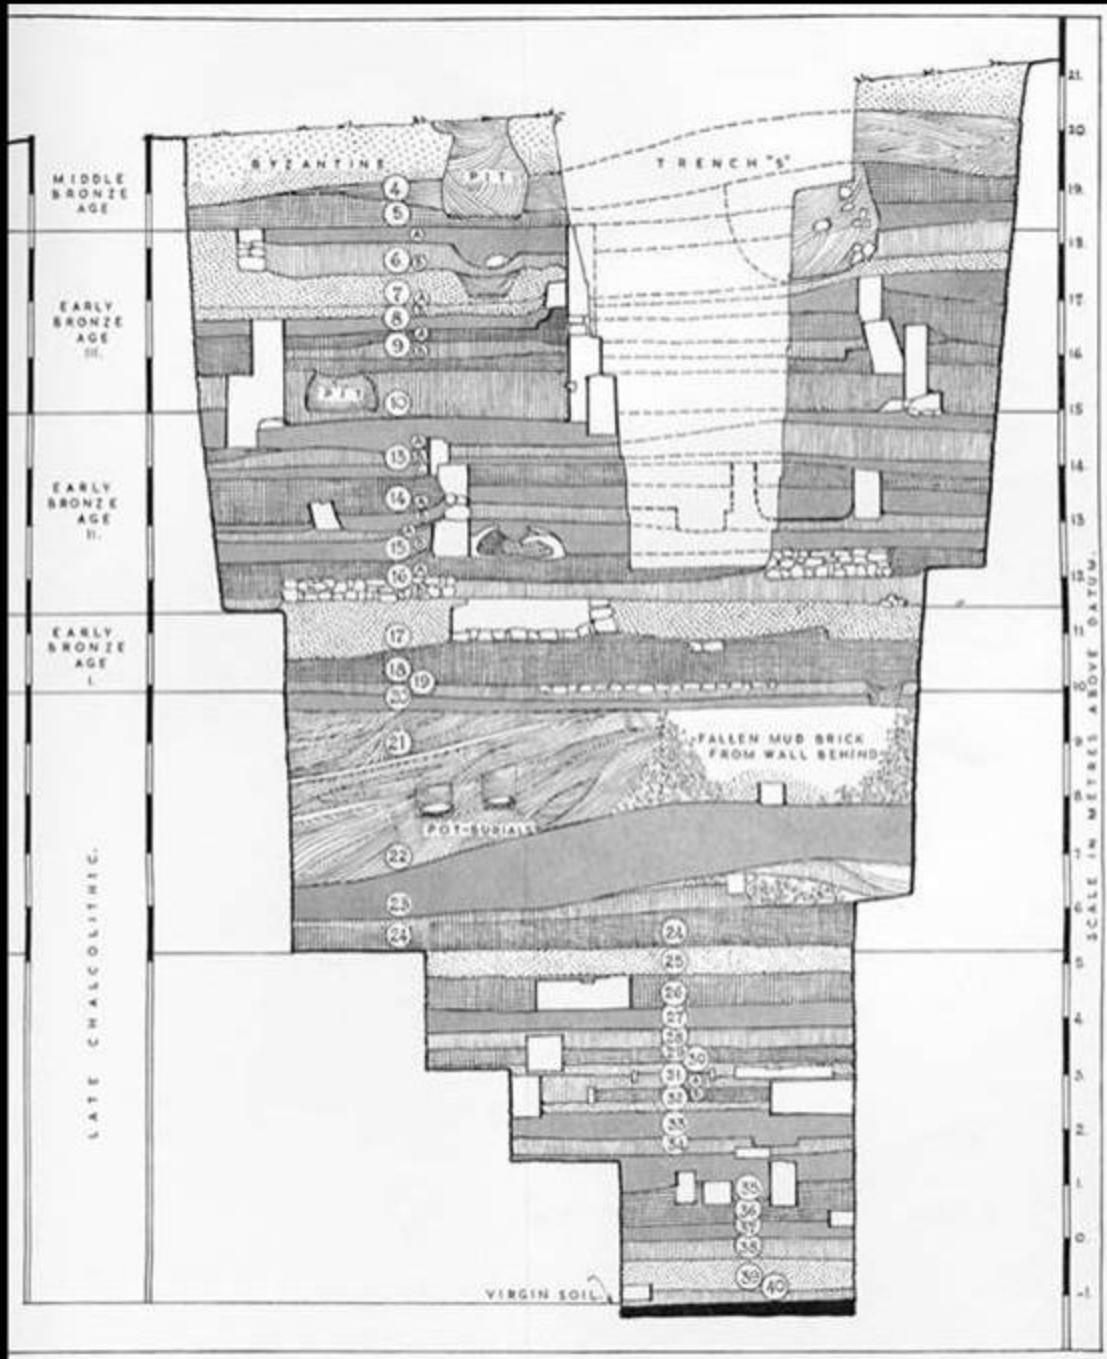 BYZANTINE
PIT.
TRENCH "S"
MIDDLE
BRONZE
AGE
EARLY
BRONZE
AGE
III.
EARLY
BRONZE
AGE
II.
EARLY
BRONZE
AGE
I.
LATE CHALCOLITHIC.
4
5
A
6
B
7
A
8
9
A
PIT
10
13
A
14
A
15
A
16
A
17
18
19
20
21
FALLEN MUD BRICK
FROM WALL BEHIND
POT-BURIALS
22
23
24
24
25
26
27
28
29
30
31
A
32
33
34
35
36
37
38
39
40
VIRGIN SOIL
21.
20.
19.
18.
17.
16.
15.
14.
13.
12.
11.
10.
9.
8.
7.
6.
5.
4.
3.
2.
1.
0.
-1.
SCALE IN METRES ABOVE DATUM.